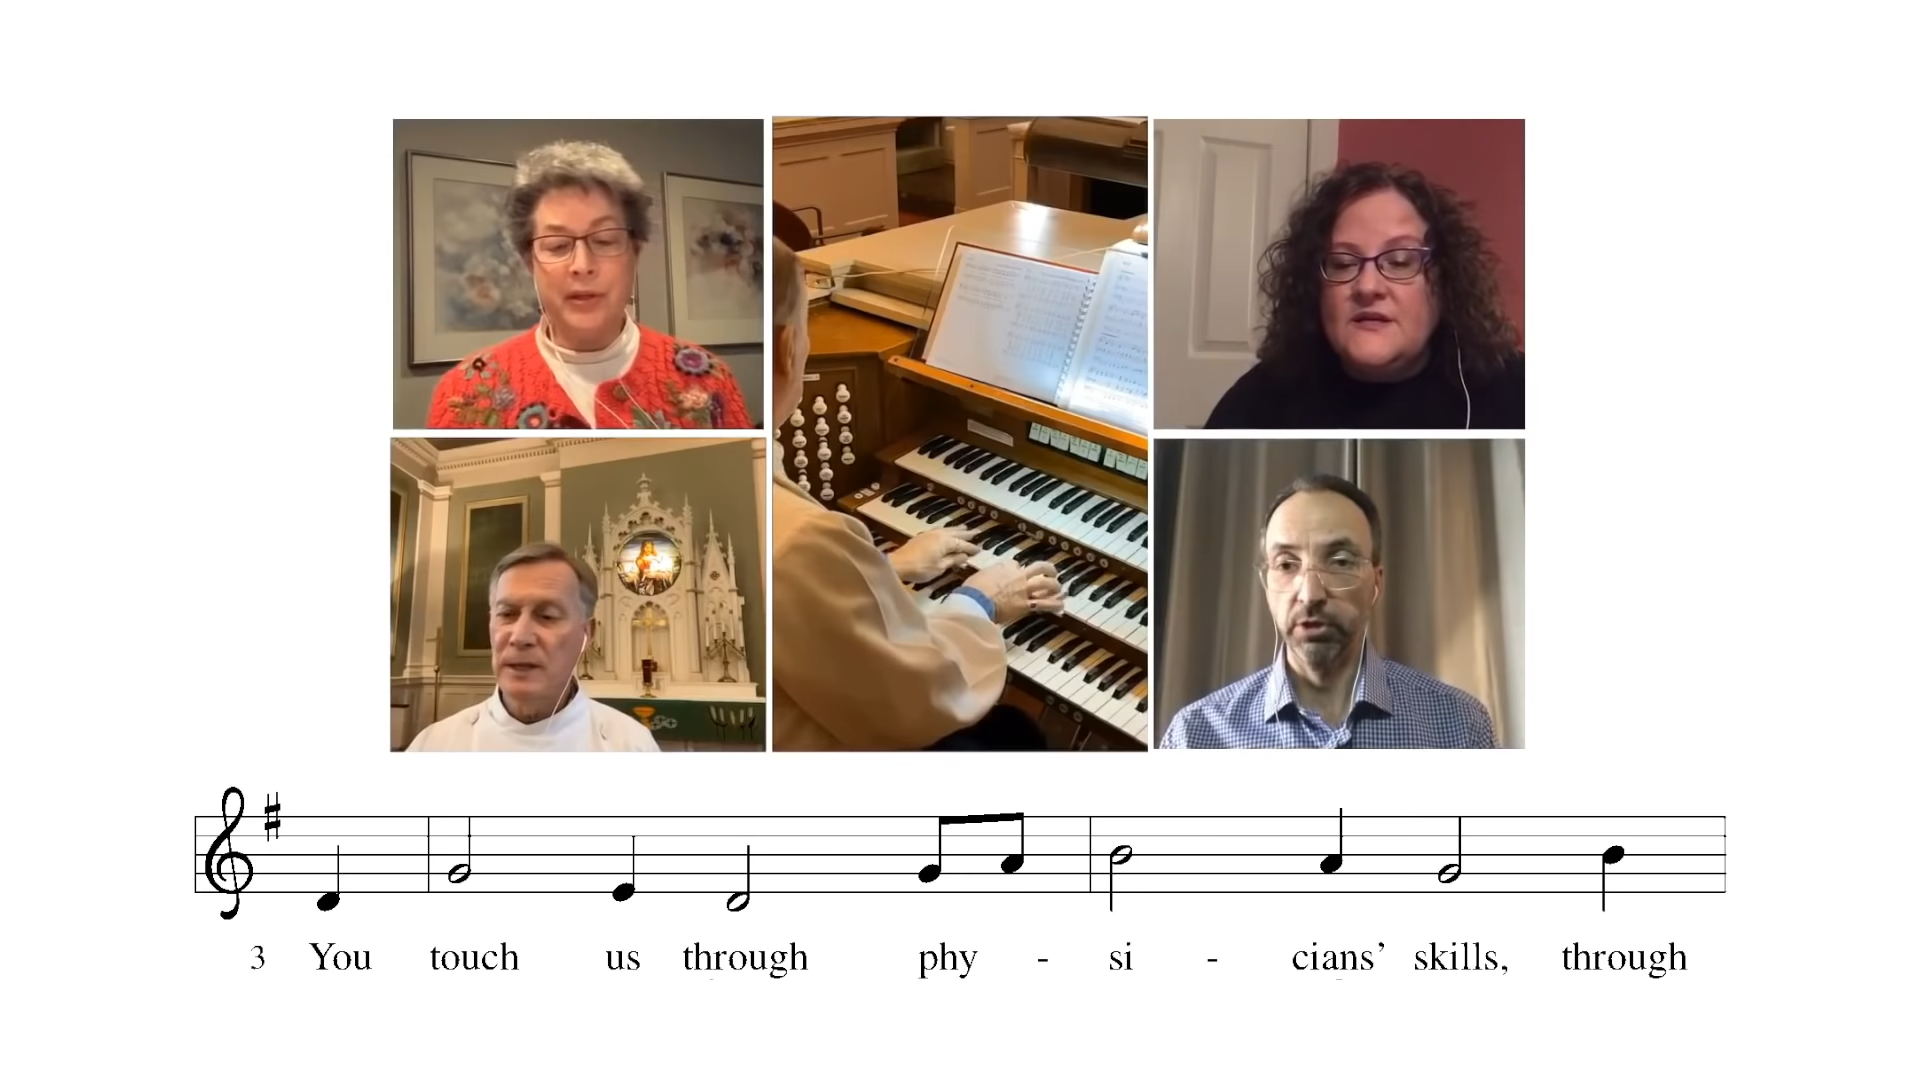 3 You touch us through phy - si - cians’ skills, through